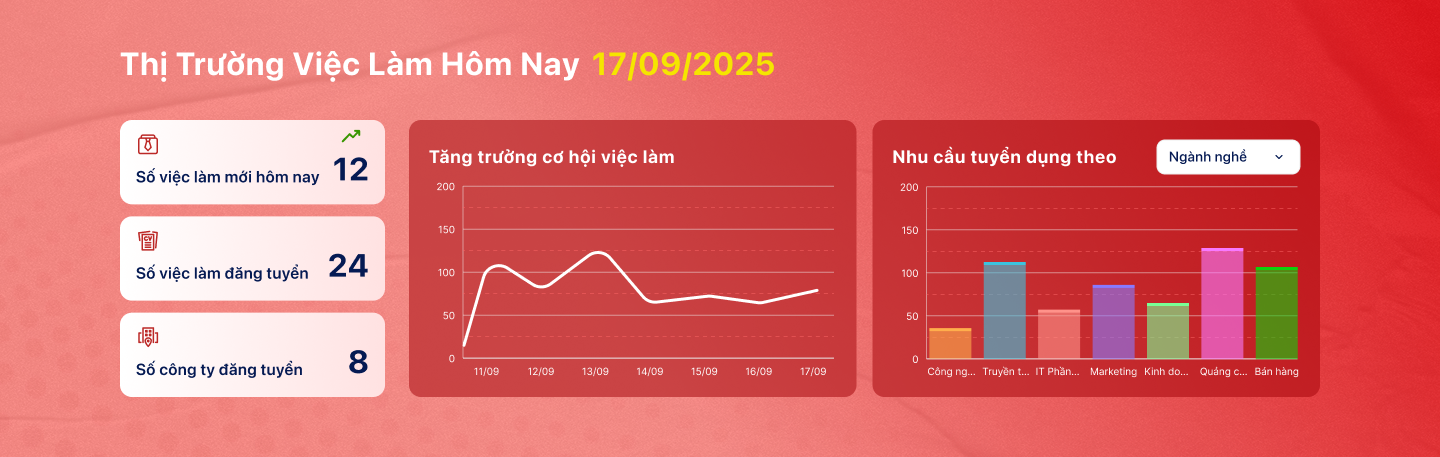 Thị Trường Việc Làm Hôm Nay 17/09/2025
Số việc làm mới hôm nay 12
CV
Số việc làm đăng tuyển 24
Số công ty đăng tuyển 8
Tăng trưởng cơ hội việc làm
200
150
100
50
0
11/09 12/09 13/09 14/09 15/09 16/09 17/09
Nhu cầu tuyển dụng theo Ngành nghề
200
150
100
50
0
Công ng... Truyền t... IT Phần... Marketing Kinh do... Quảng c... Bán hàng